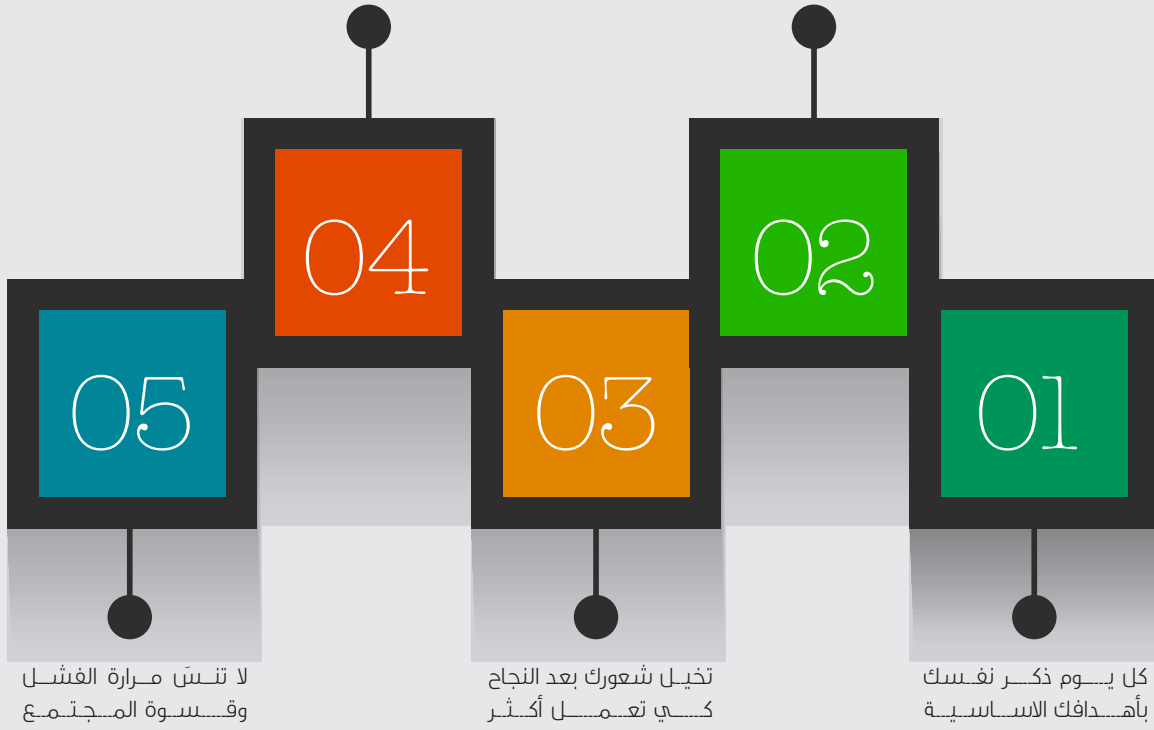 01
كل يوم ذكر نفسك
بأهدافك الاساسية
02
03
تخيل شعورك بعد النجاح
كي تعمل أكثر
04
05
لا تنسَ مرارة الفشل
وقسوة المجتمع